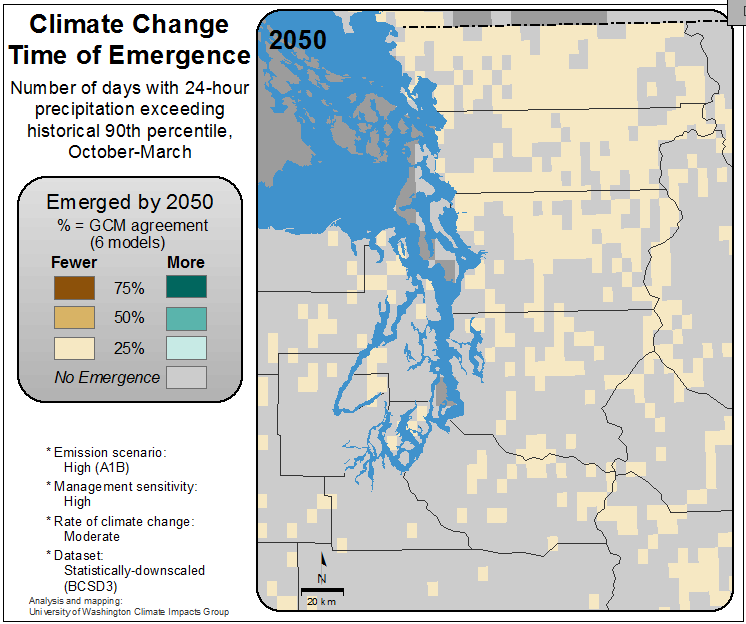 Climate Change
Time of Emergence
Number of days with 24-hour
precipitation exceeding
historical 90th percentile,
October-March
Emerged by 2050
% = GCM agreement
(6 models)
Fewer More
75%
50%
25%
No Emergence
* Emission scenario:
High (A1B)
* Management sensitivity:
High
* Rate of climate change:
Moderate
* Dataset:
Statistically-downscaled
(BCSD3)
Analysis and mapping:
University of Washington Climate Impacts Group
2050
N
20 km